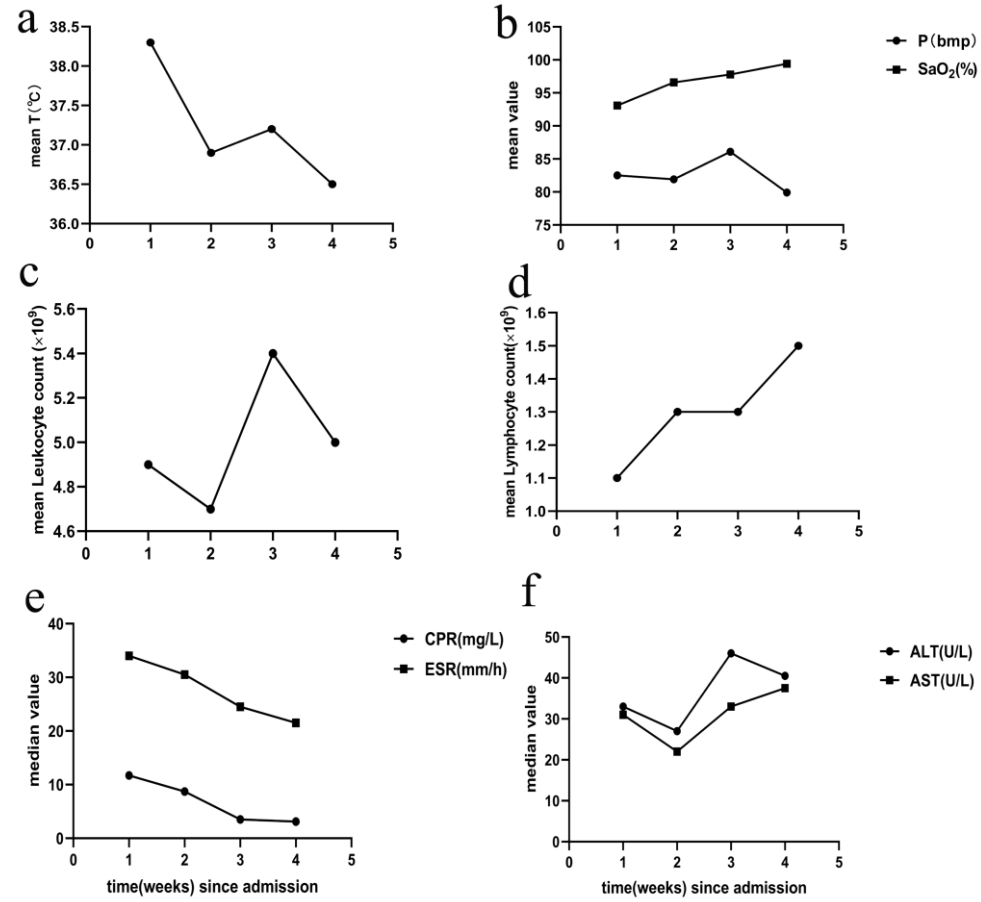 a
38.5
38.0
37.5
37.0
36.5
36.0
mean T(℃)
0 1 2 3 4 5
b
105
100
95
90
85
80
75
mean value
0 1 2 3 4 5
P(bmp)
SaO₂(%)
c
5.6
5.4
5.2
5.0
4.8
4.6
mean Leukocyte count (×10⁹)
0 1 2 3 4 5
d
1.6
1.5
1.4
1.3
1.2
1.1
1.0
mean Lymphocyte count(×10⁹)
0 1 2 3 4 5
e
40
30
20
10
0
median value
0 1 2 3 4 5
time(weeks) since admission
CPR(mg/L)
ESR(mm/h)
f
50
40
30
20
10
0
median value
0 1 2 3 4 5
time(weeks) since admission
ALT(U/L)
AST(U/L)